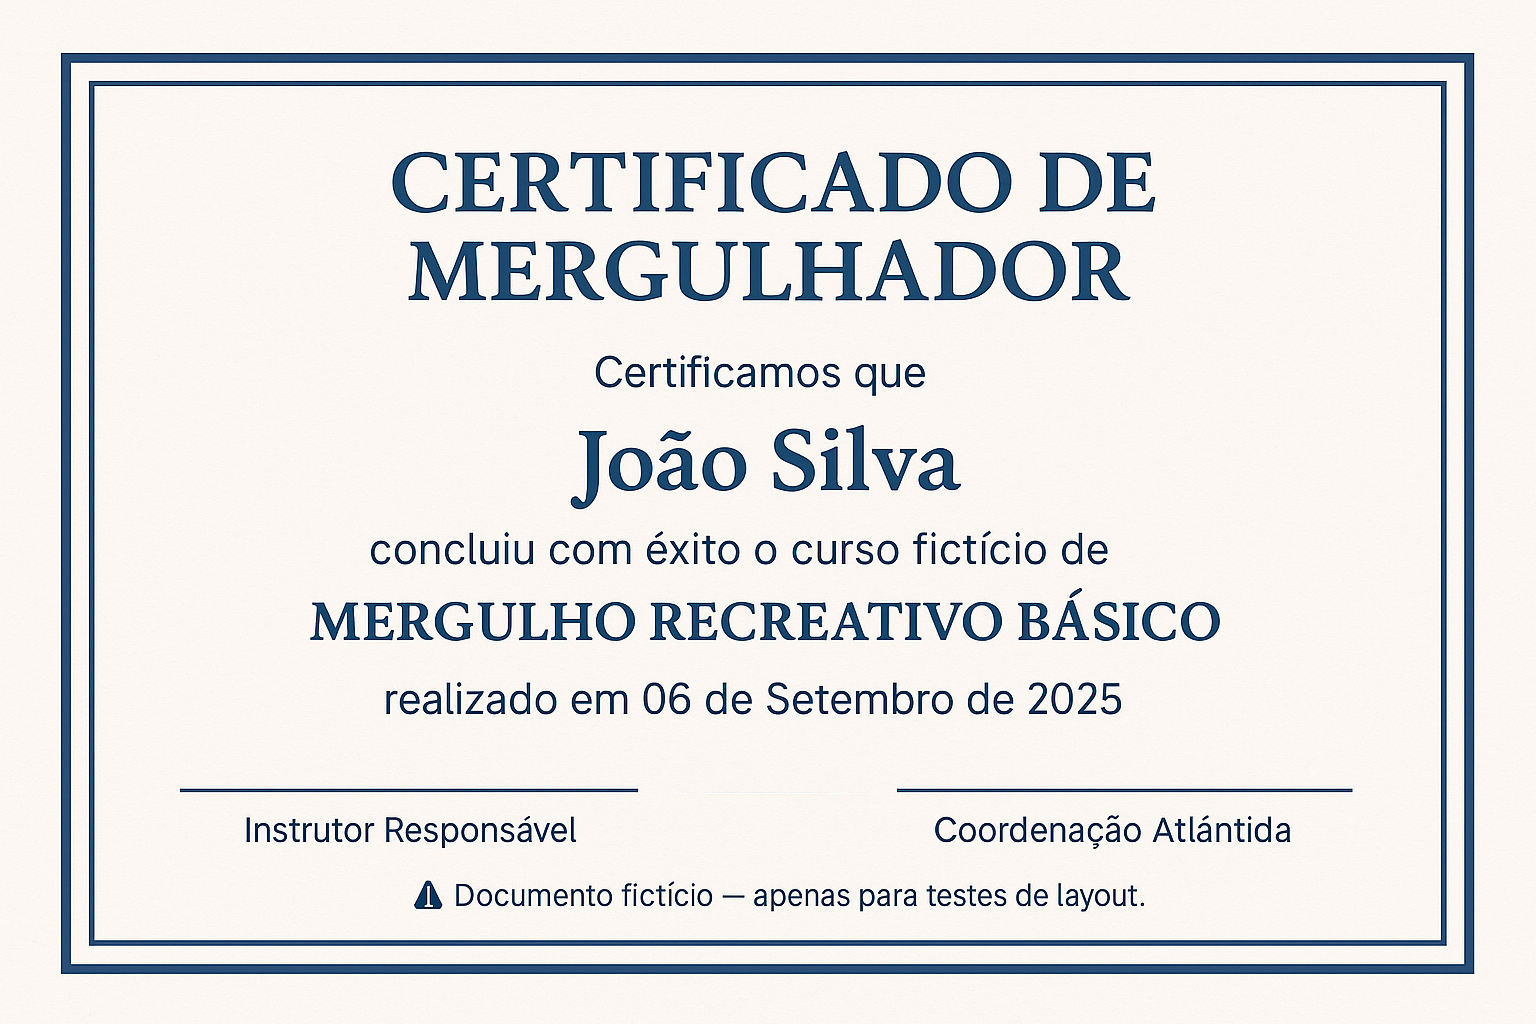 CERTIFICADO DE
MERGULHADOR
Certificamos que
João Silva
concluiu com éxito o curso fictício de
MERGULHO RECREATIVO BÁSICO
realizado em 06 de Setembro de 2025
Instrutor Responsável
Coordenação Atlántida
Documento fictício — apenas para testes de layout.